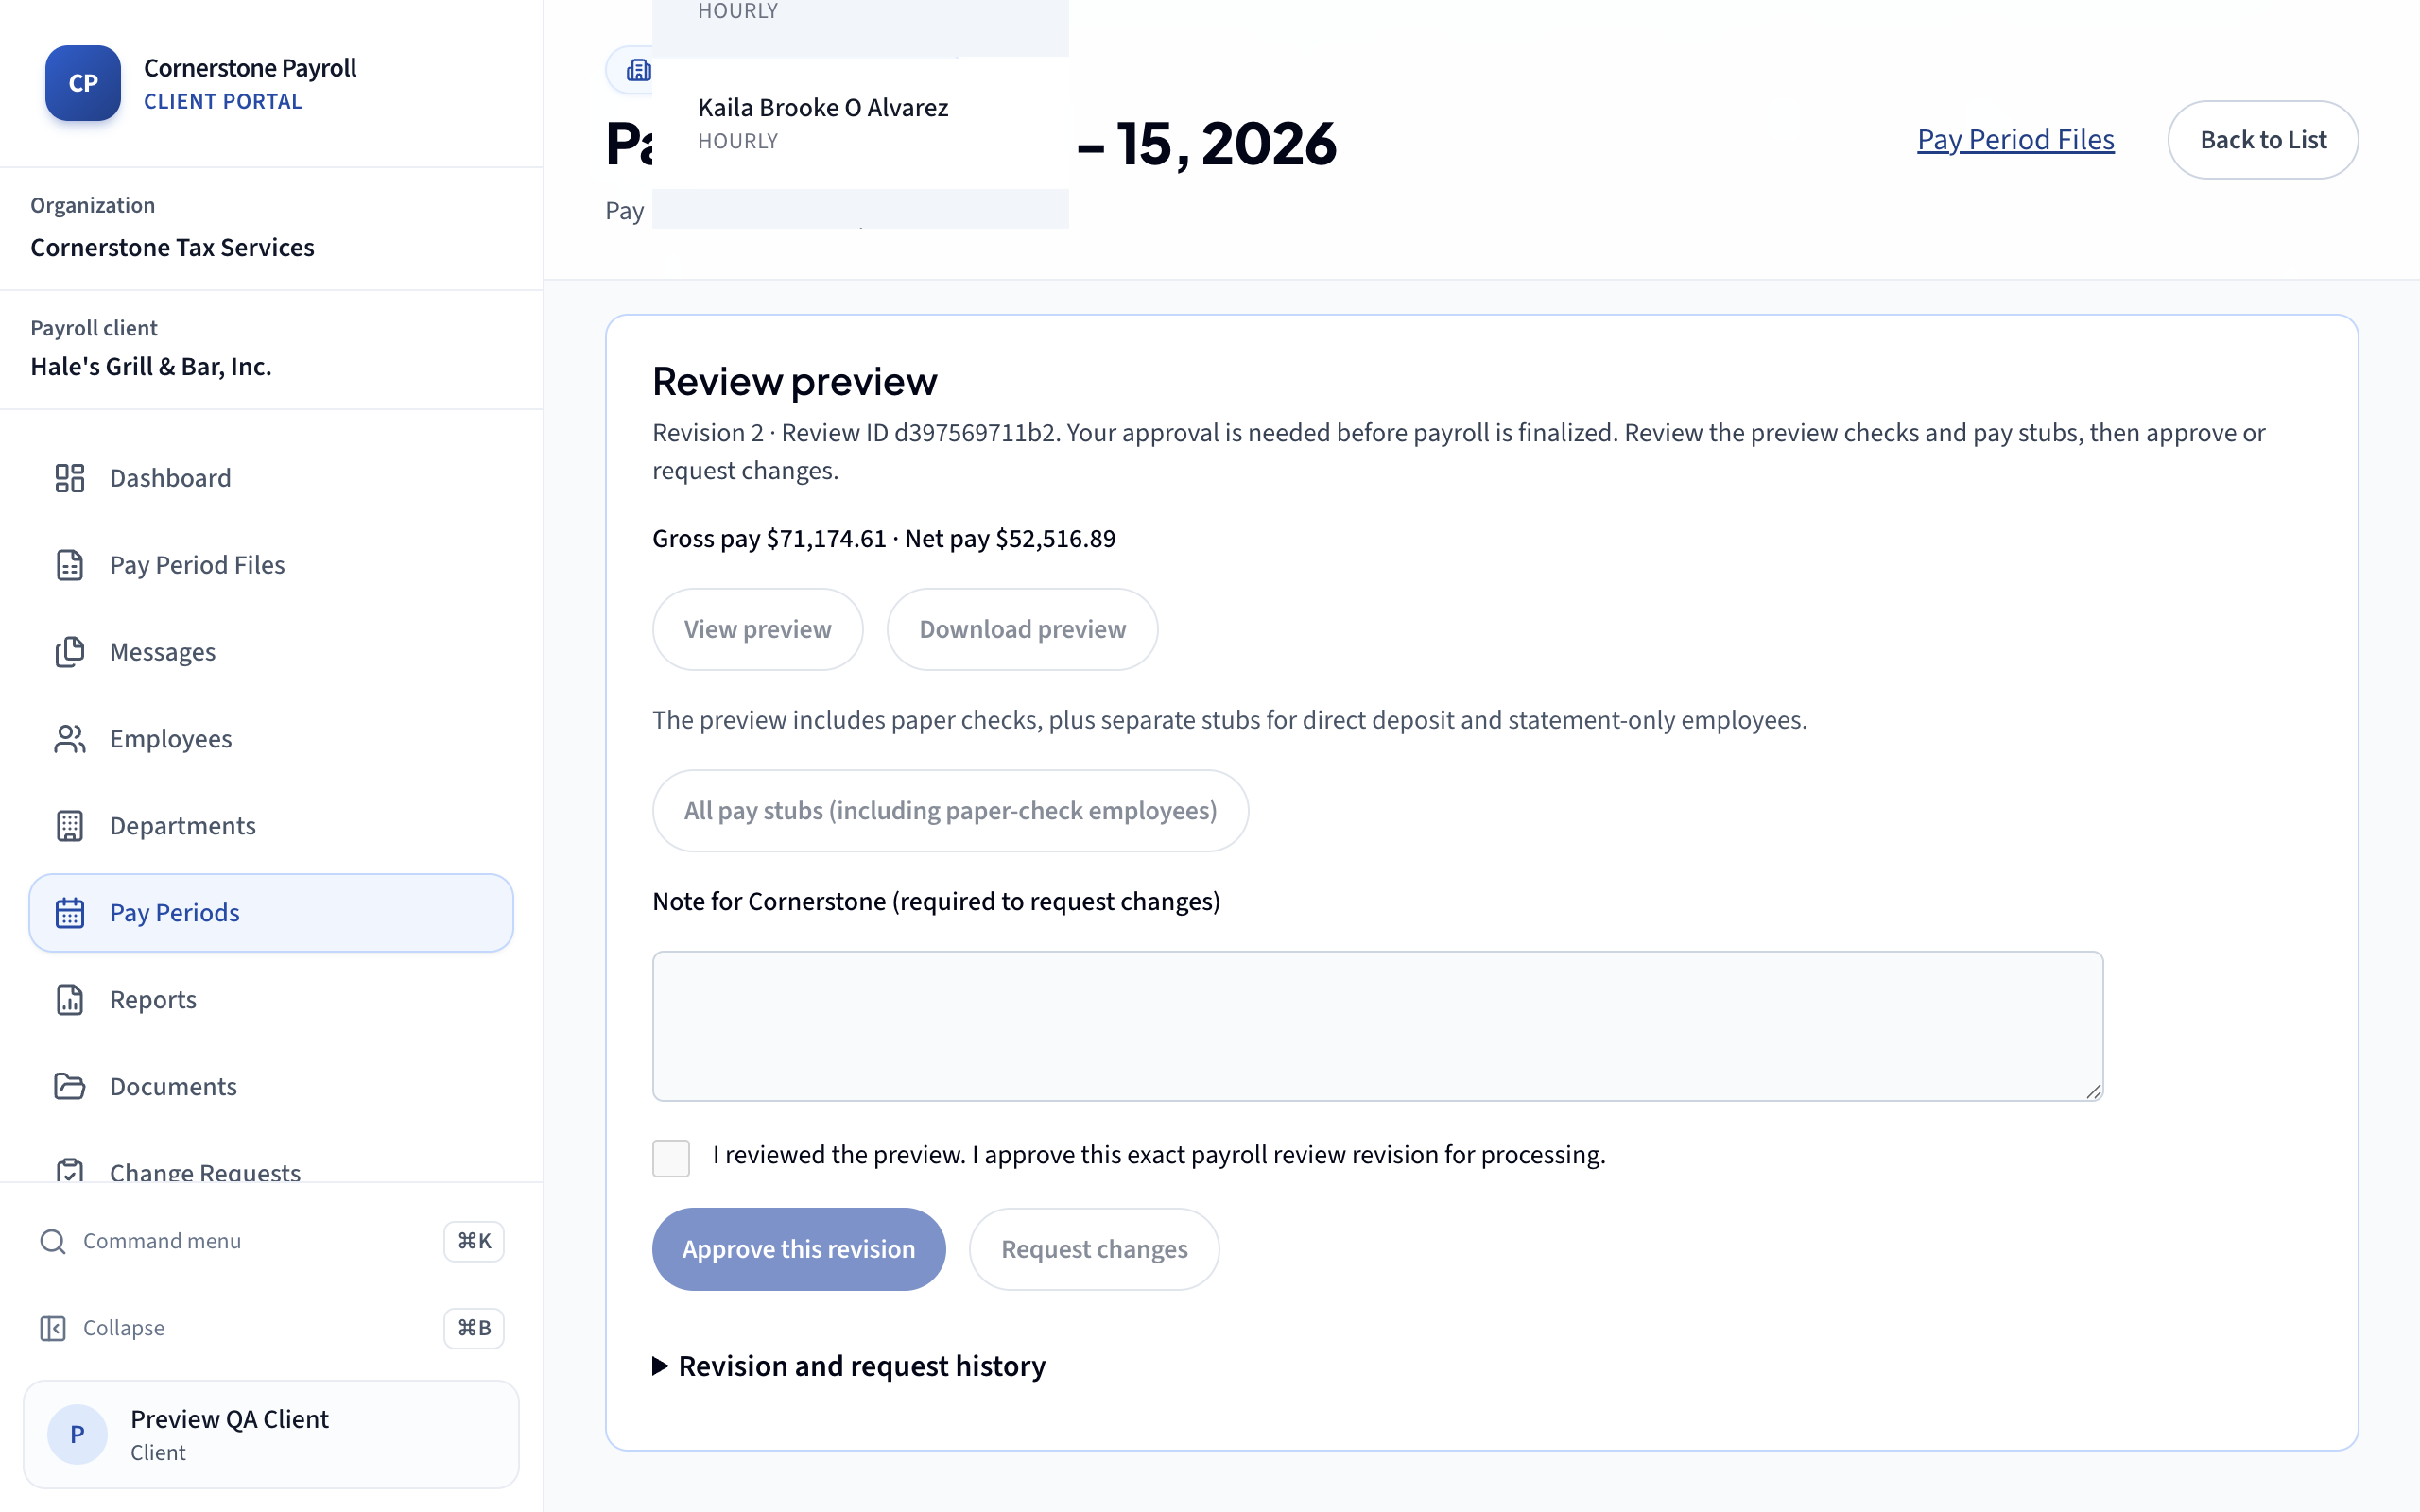 CP
Cornerstone Payroll
CLIENT PORTAL
Organization
Cornerstone Tax Services
Payroll client
Hale's Grill & Bar, Inc.
Dashboard
Pay Period Files
Messages
Employees
Departments
Pay Periods
Reports
Documents
Change Requests
Command menu ⌘K
Collapse ⌘B
P
Preview QA Client
Client
HOURLY
Kaila Brooke O Alvarez
HOURLY
– 15, 2026
Pay
Pay Period Files
Back to List
Review preview
Revision 2 · Review ID d397569711b2. Your approval is needed before payroll is finalized. Review the preview checks and pay stubs, then approve or
request changes.
Gross pay $71,174.61 · Net pay $52,516.89
View preview
Download preview
The preview includes paper checks, plus separate stubs for direct deposit and statement-only employees.
All pay stubs (including paper-check employees)
Note for Cornerstone (required to request changes)
I reviewed the preview. I approve this exact payroll review revision for processing.
Approve this revision
Request changes
Revision and request history